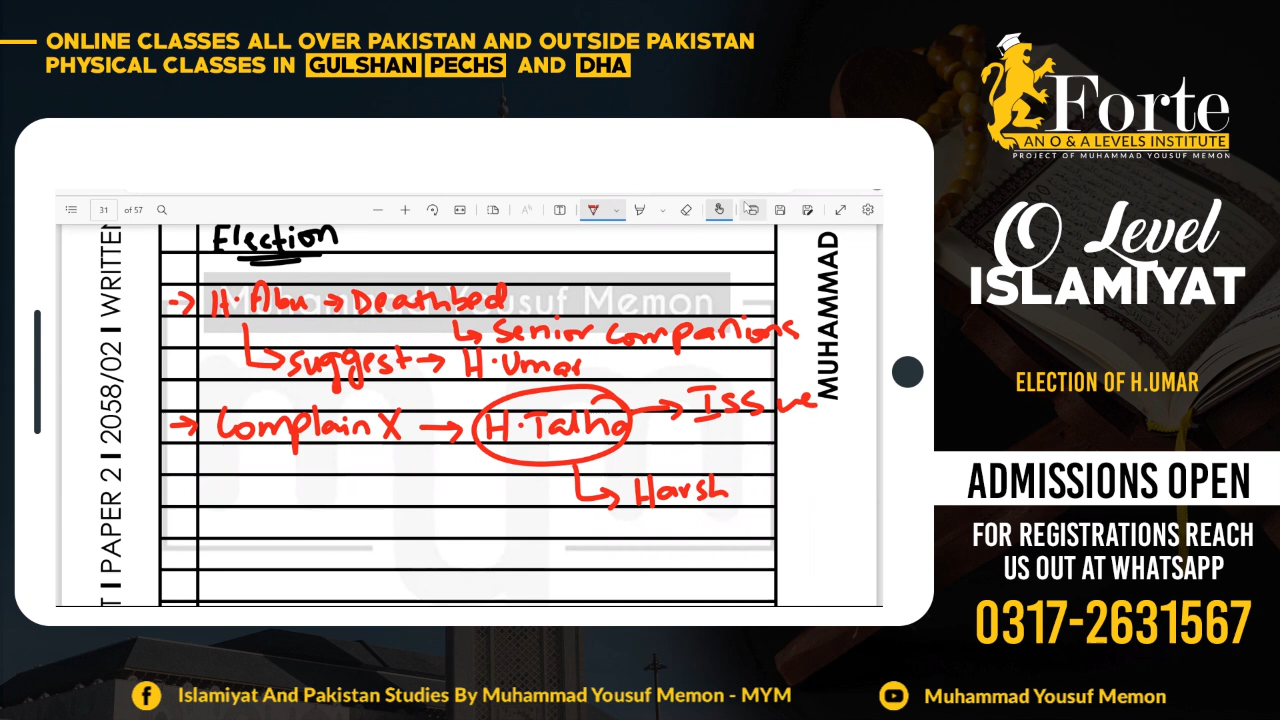 ONLINE CLASSES ALL OVER PAKISTAN AND OUTSIDE PAKISTAN
PHYSICAL CLASSES IN GULSHAN PECHS AND DHA
Forte
AN O & A LEVELS INSTITUTE
PROJECT OF MUHAMMAD YOUSUF MEMON
O Level
ISLAMIYAT
ELECTION OF H.UMAR
ADMISSIONS OPEN
FOR REGISTRATIONS REACH
US OUT AT WHATSAPP
0317-2631567
31 of 57
T I PAPER 2 I 2058/02 I WRITTEN
MUHAMMAD
Muhammad Yousuf Memon
Election
→ H.Abu → Deathbed
↳ Senior Companions
↳ Suggest → H.Umar
→ Complain X → H.Talha → Issue
↳ Harsh
Islamiyat And Pakistan Studies By Muhammad Yousuf Memon - MYM
Muhammad Yousuf Memon